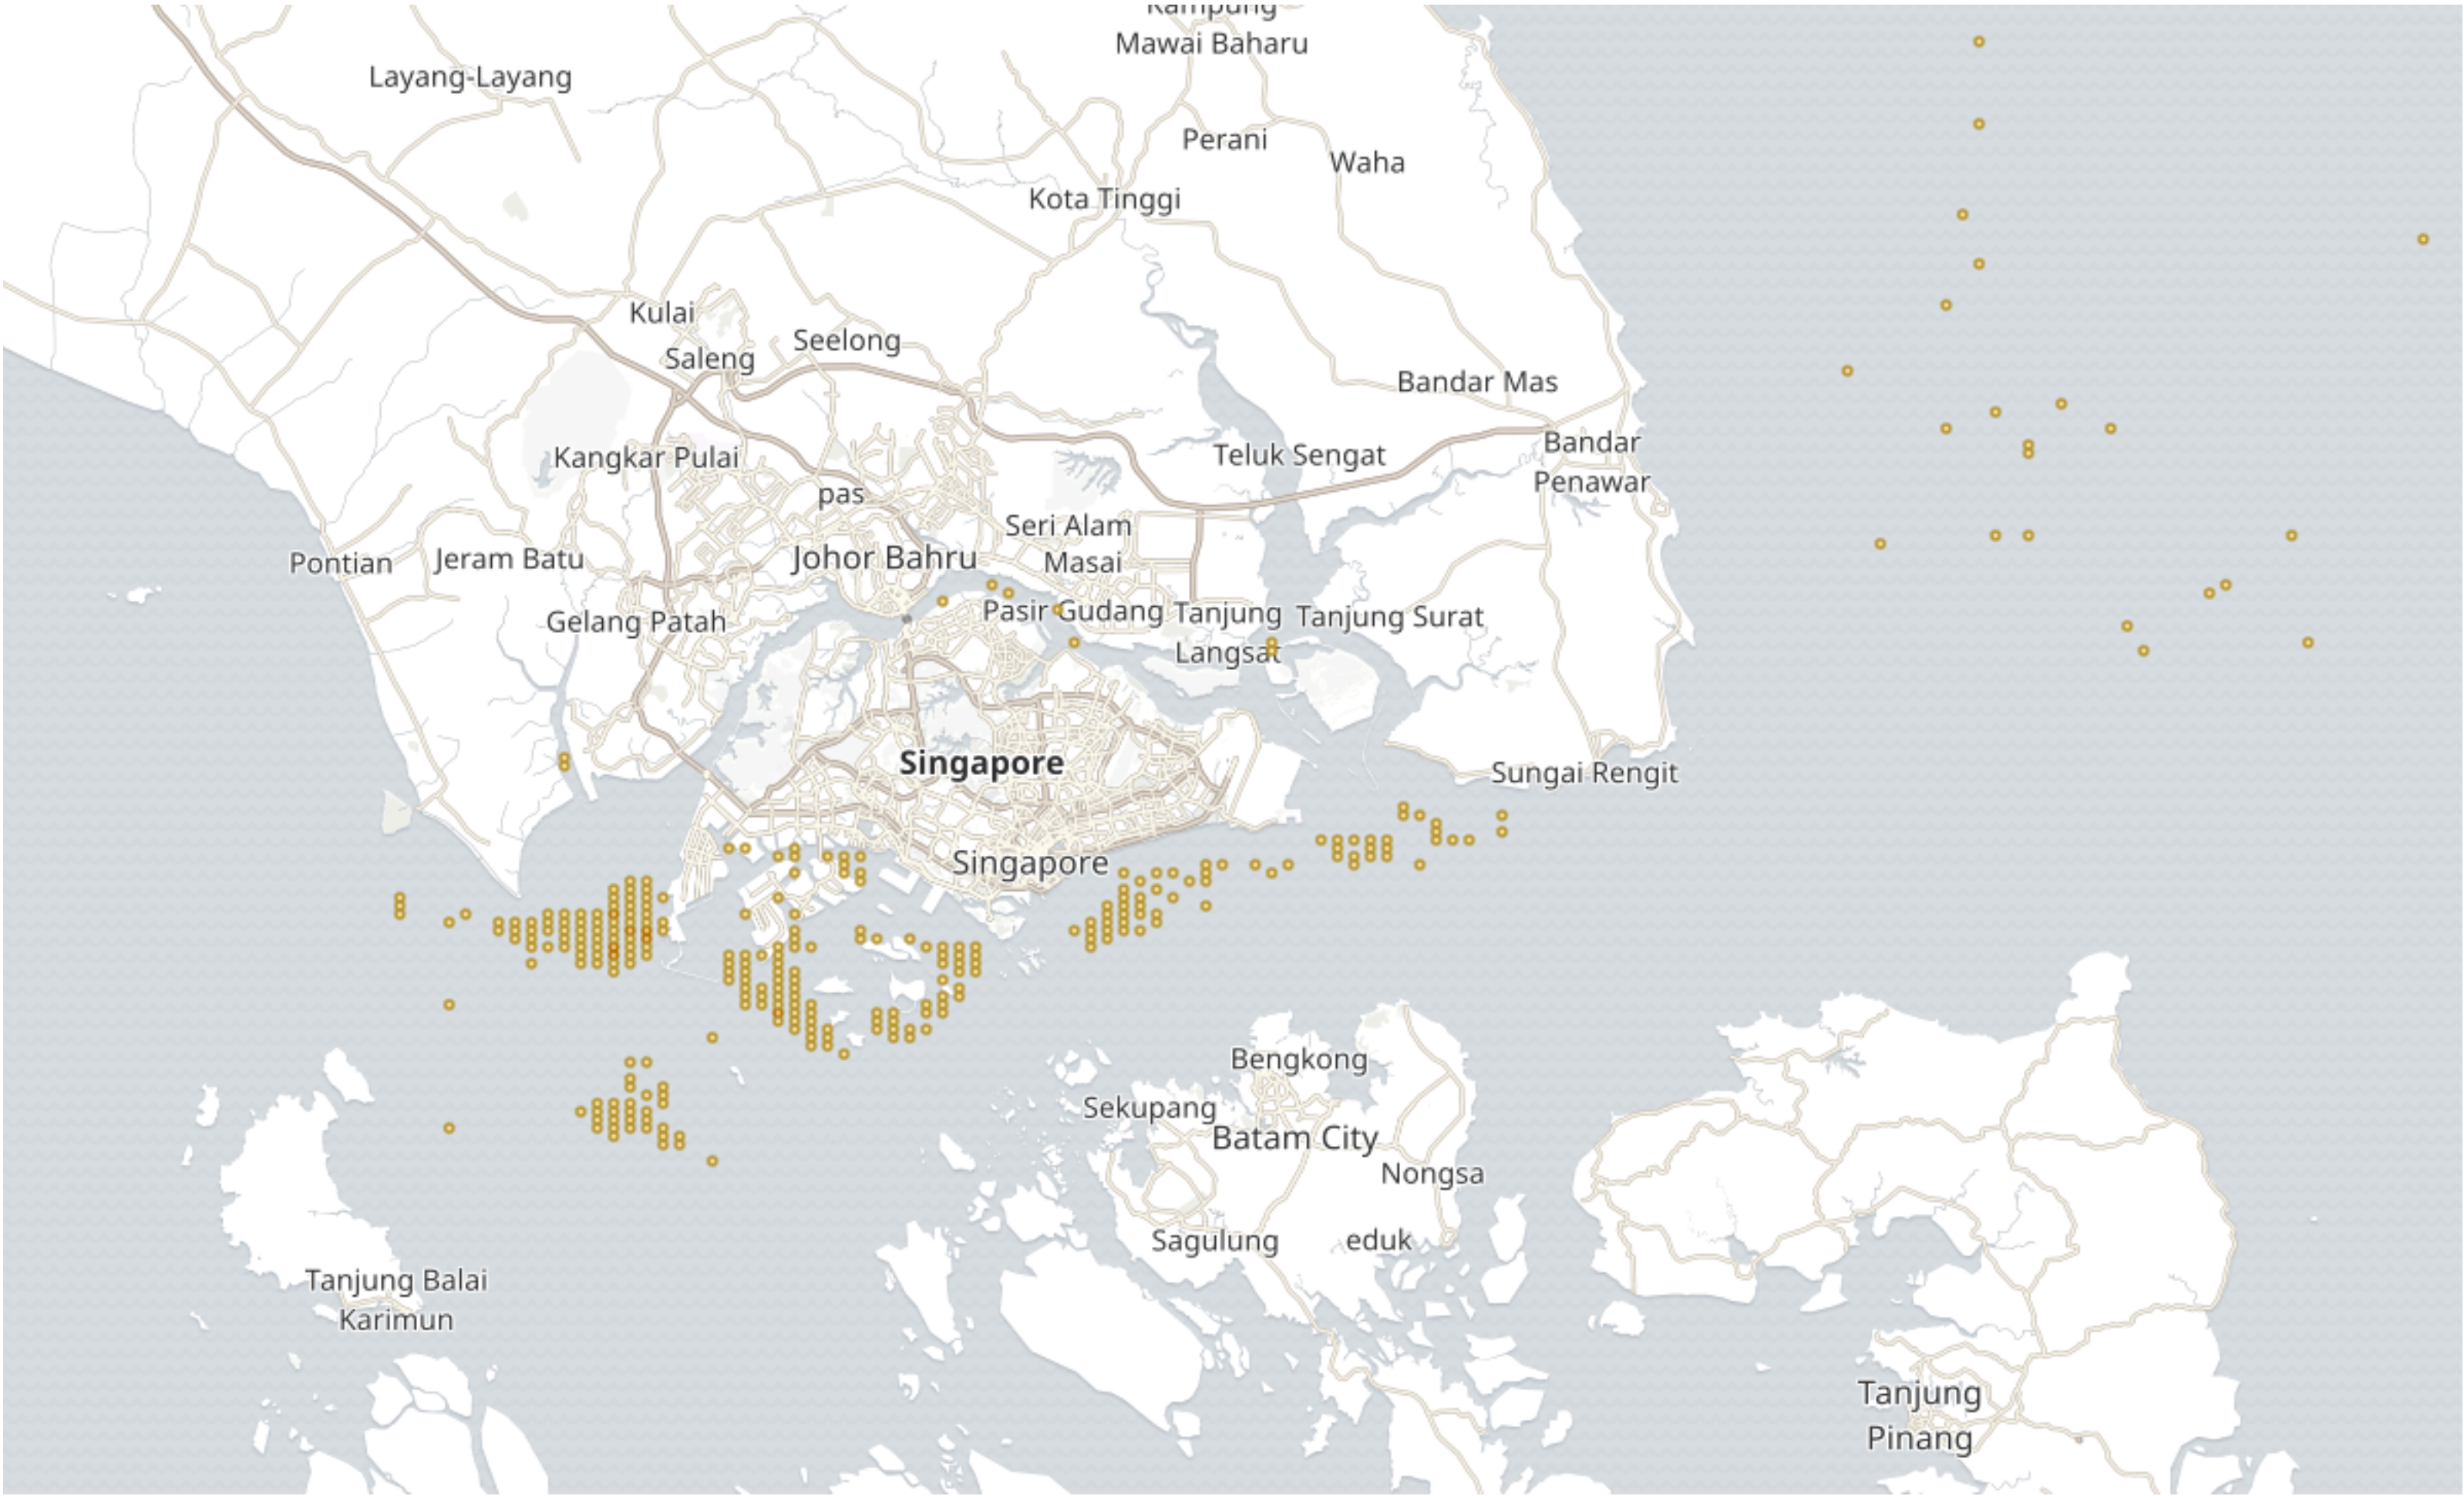 Kampung
Mawai Baharu
Layang-Layang
Perani
Waha
Kota Tinggi
Kulai
Seelong
Saleng
Bandar Mas
Bandar
Penawar
Teluk Sengat
Kangkar Pulai
pas
Seri Alam
Masai
Johor Bahru
Pontian
Jeram Batu
Gelang Patah
Pasir Gudang
Tanjung
Langsat
Tanjung Surat
Singapore
Sungai Rengit
Singapore
Bengkong
Sekupang
Batam City
Nongsa
Sagulung
eduk
Tanjung Balai
Karimun
Tanjung
Pinang